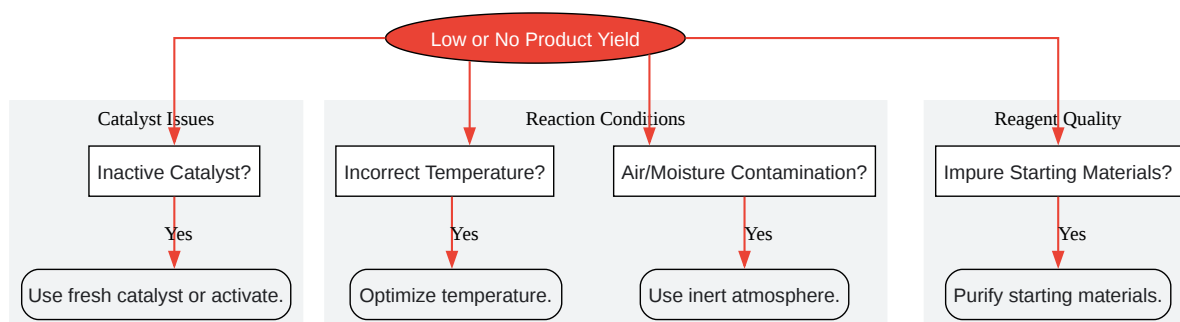 Low or No Product Yield
Catalyst Issues
Reaction Conditions
Reagent Quality
Inactive Catalyst?
Incorrect Temperature?
Air/Moisture Contamination?
Impure Starting Materials?
Yes
Yes
Yes
Yes
Use fresh catalyst or activate.
Optimize temperature.
Use inert atmosphere.
Purify starting materials.